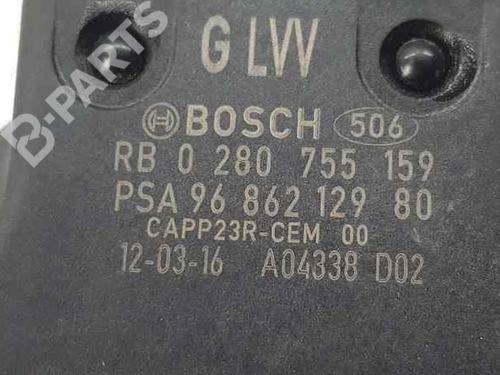 G LVV
BOSCH 506
RB 0 280 755 159
PSA 96 862 129 80
CAPP23R-CEM 00
12-03-16 A04338 D02
B-PARTS
B-PARTS